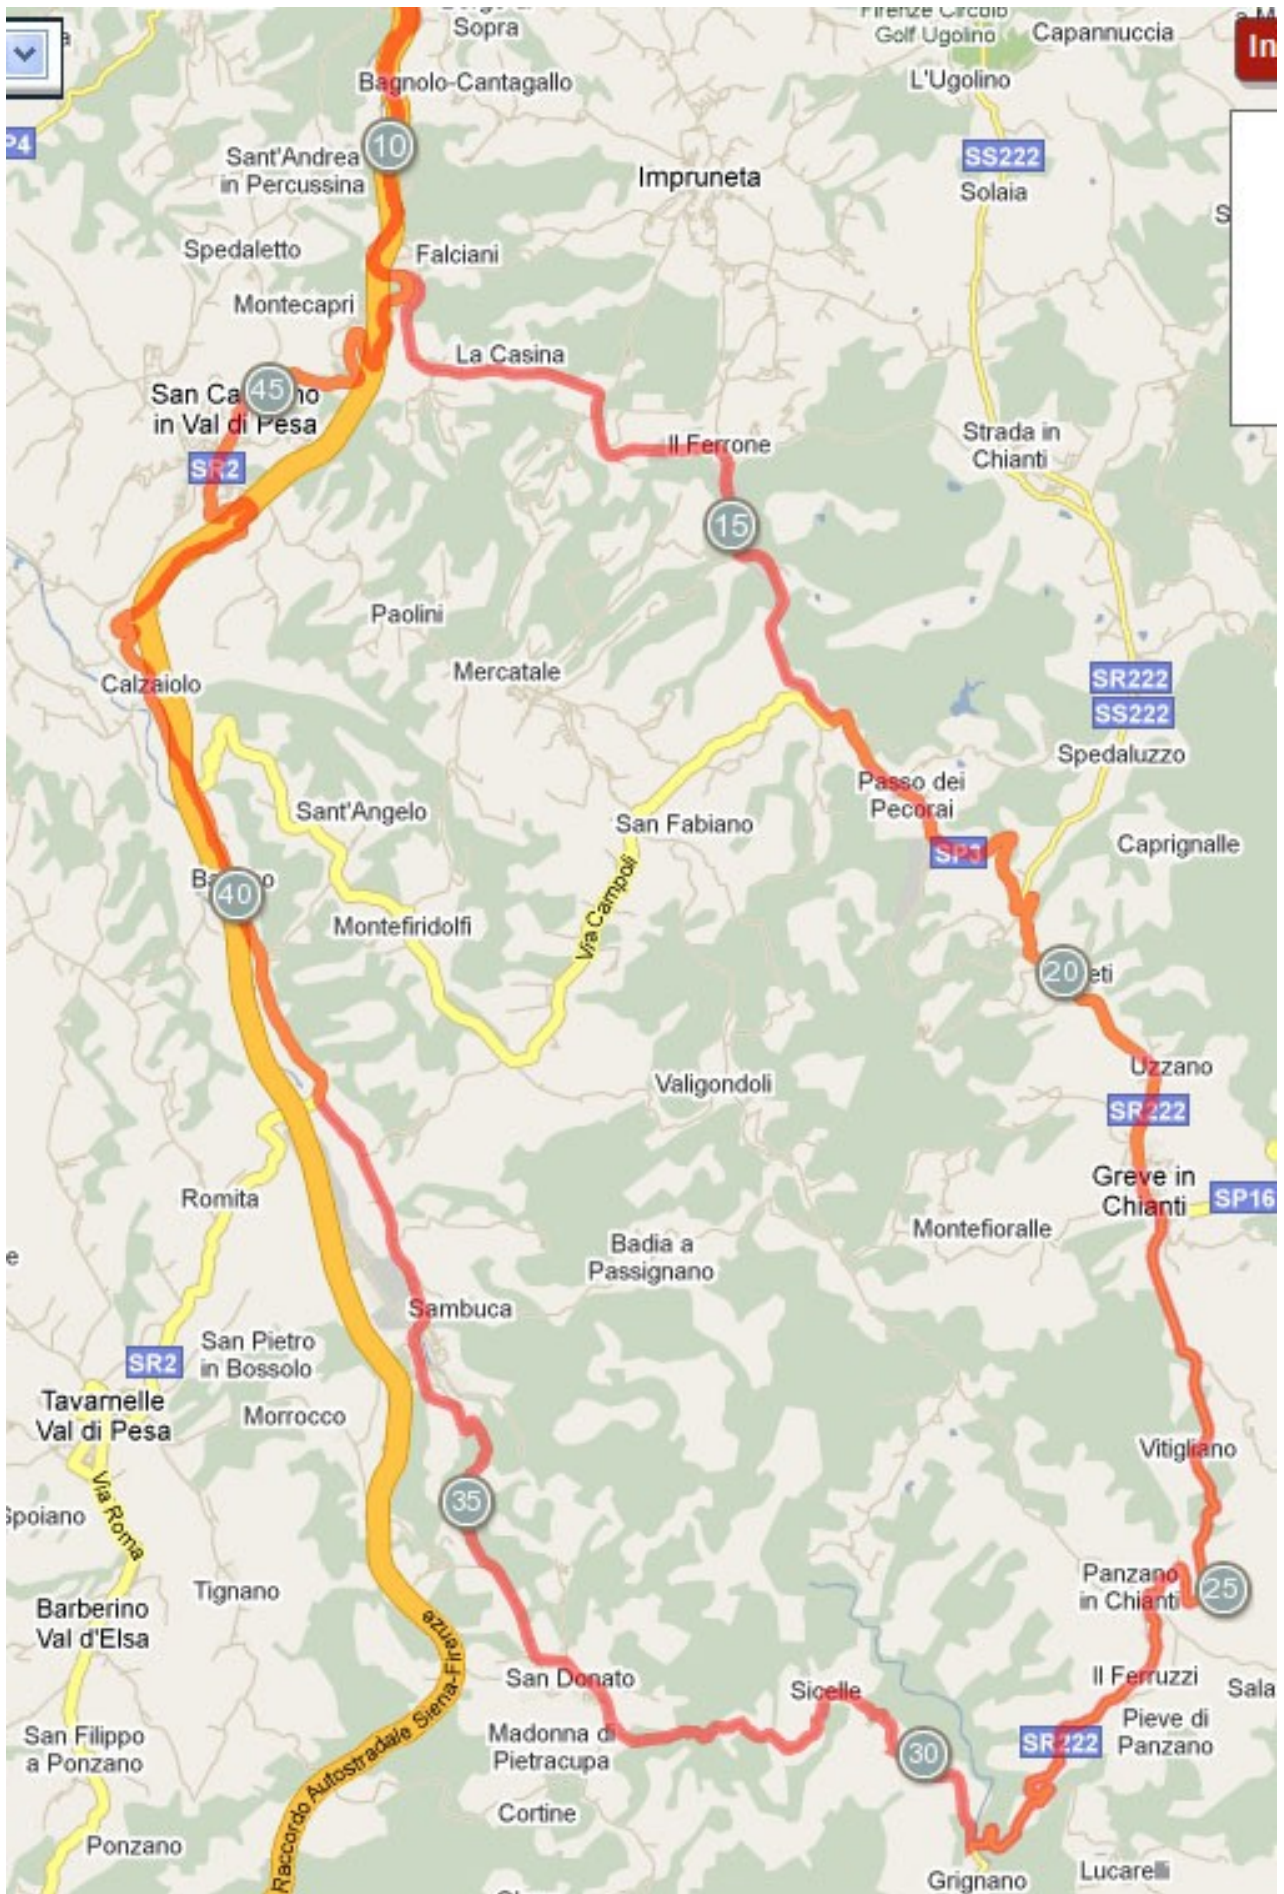 Sopra
Firenze Circolo
Golf Ugolino
Capannuccia
In
Bagnolo-Cantagallo
L'Ugolino
10
P4
Sant'Andrea
in Percussina
Impruneta
SS222
Solaia
S
Spedaletto
Falciani
Montecapri
La Casina
45
in Val di Pesa
SR2
Il Ferrone
Strada in
Chianti
15
Paolini
Mercatale
Calzaiolo
SR222
SS222
Spedaluzzo
Passo dei
Pecorai
Sant'Angelo
San Fabiano
SP3
Caprignalle
40
Montefiridolfi
Via Campoli
20
eti
Uzzano
Valigondoli
SR222
Greve in
Chianti
SP16
Romita
Montefioralle
e
Badia a
Passignano
Sambuca
San Pietro
in Bossolo
SR2
Tavarnelle
Val di Pesa
Morrocco
Vitigliano
Via Roma
35
Spoiano
Panzano
in Chianti
25
Tignano
Barberino
Val d'Elsa
Raccordo Autostradale Siena-Firenze
San Donato
Sicelle
Il Ferruzzi
Sala
San Filippo
a Ponzano
Madonna di
Pietracupa
30
SR222
Pieve di
Panzano
Cortine
Ponzano
Grignano
Lucarelli